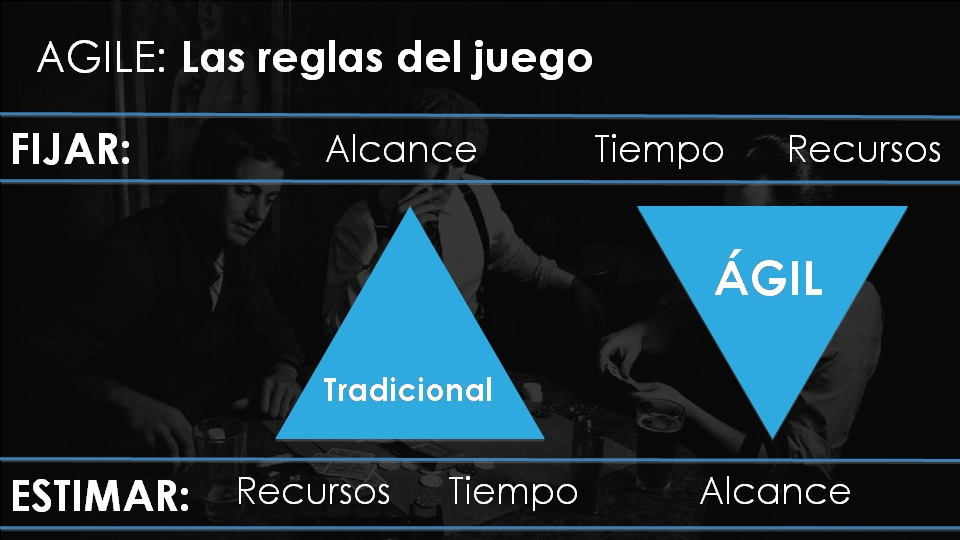 AGILE: Las reglas del juego
FIJAR: Alcance Tiempo Recursos
ÁGIL
Tradicional
ESTIMAR: Recursos Tiempo Alcance